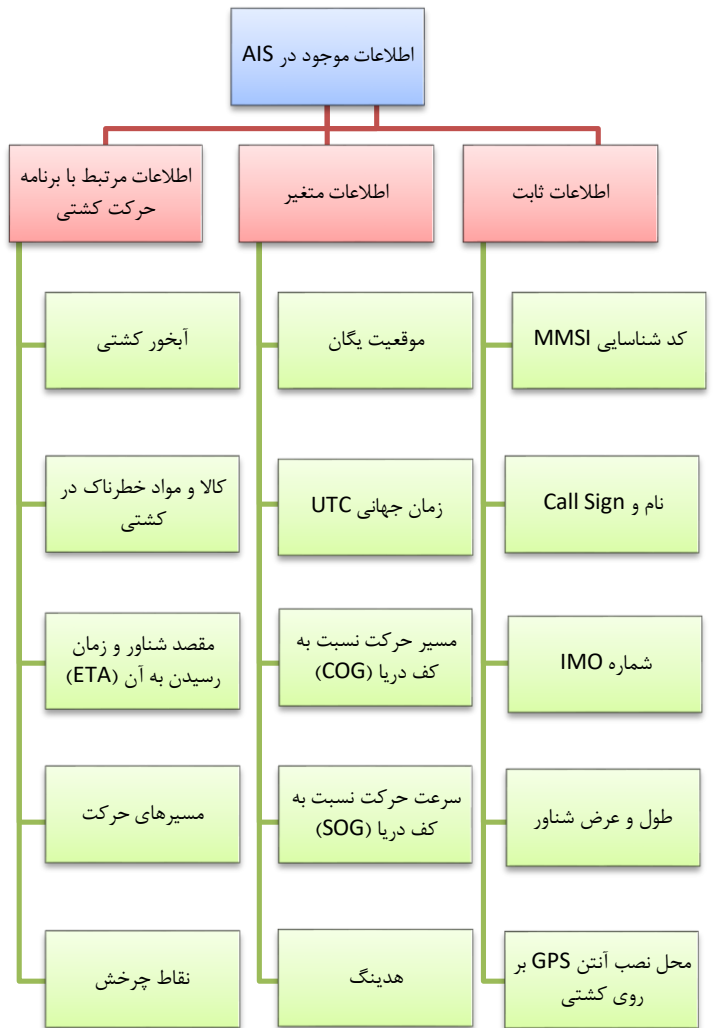 اطلاعات موجود در AIS
اطلاعات ثابت
کد شناسایی MMSI
نام و Call Sign
شماره IMO
طول و عرض شناور
محل نصب آنتن GPS بر
روی کشتی
اطلاعات متغیر
موقعیت یگان
زمان جهانی UTC
مسیر حرکت نسبت به
کف دریا (COG)
سرعت حرکت نسبت به
کف دریا (SOG)
هدینگ
اطلاعات مرتبط با برنامه
حرکت کشتی
آبخور کشتی
کالا و مواد خطرناک در
کشتی
مقصد شناور و زمان
رسیدن به آن (ETA)
مسیرهای حرکت
نقاط چرخش